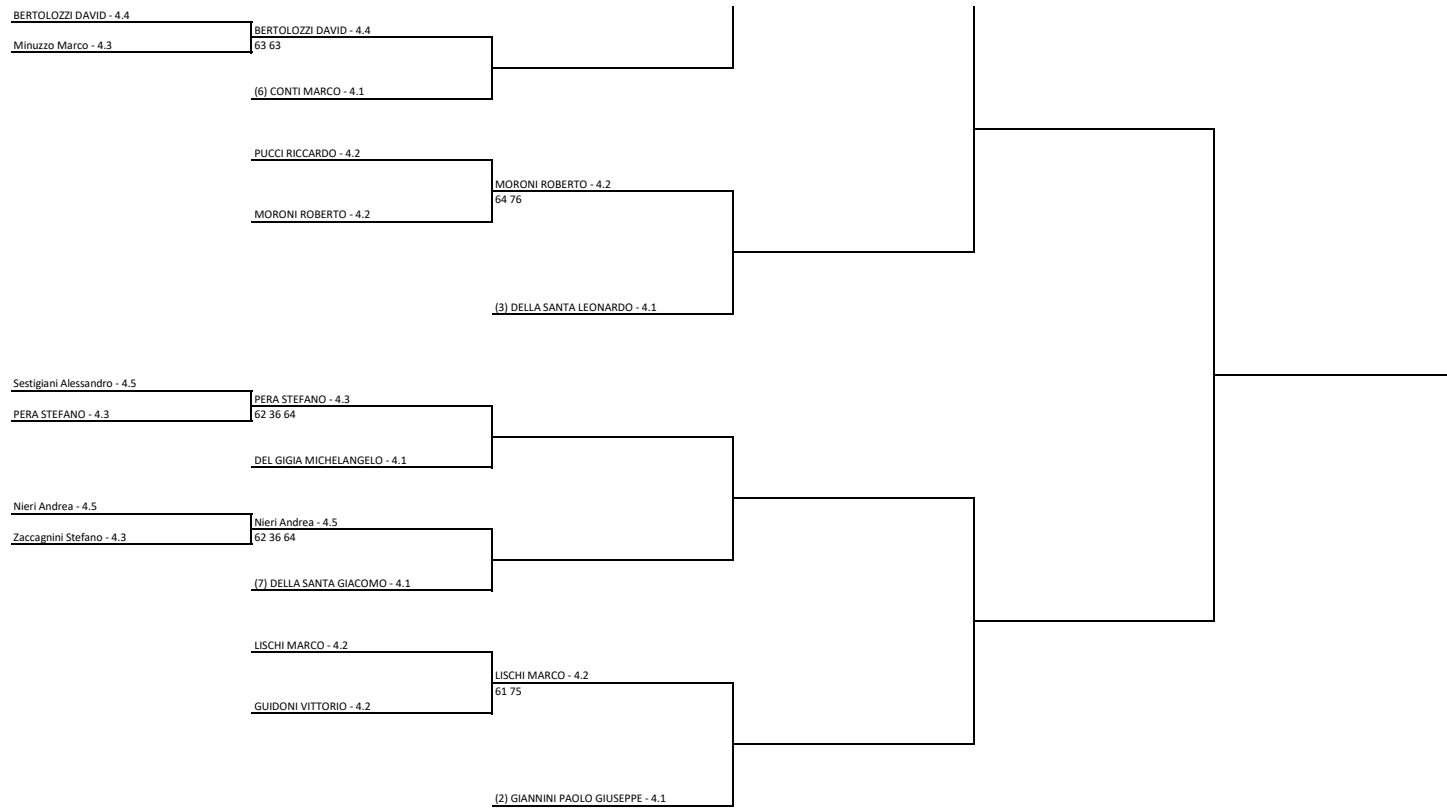 BERTOLOZZI DAVID - 4.4
BERTOLOZZI DAVID - 4.4
Minuzzo Marco - 4.3
63 63
(6) CONTI MARCO - 4.1
PUCCI RICCARDO - 4.2
MORONI ROBERTO - 4.2
64 76
MORONI ROBERTO - 4.2
(3) DELLA SANTA LEONARDO - 4.1
Sestigiani Alessandro - 4.5
PERA STEFANO - 4.3
PERA STEFANO - 4.3
62 36 64
DEL GIGIA MICHELANGELO - 4.1
Nieri Andrea - 4.5
Nieri Andrea - 4.5
Zaccagnini Stefano - 4.3
62 36 64
(7) DELLA SANTA GIACOMO - 4.1
LISCHI MARCO - 4.2
LISCHI MARCO - 4.2
61 75
GUIDONI VITTORIO - 4.2
(2) GIANNINI PAOLO GIUSEPPE - 4.1